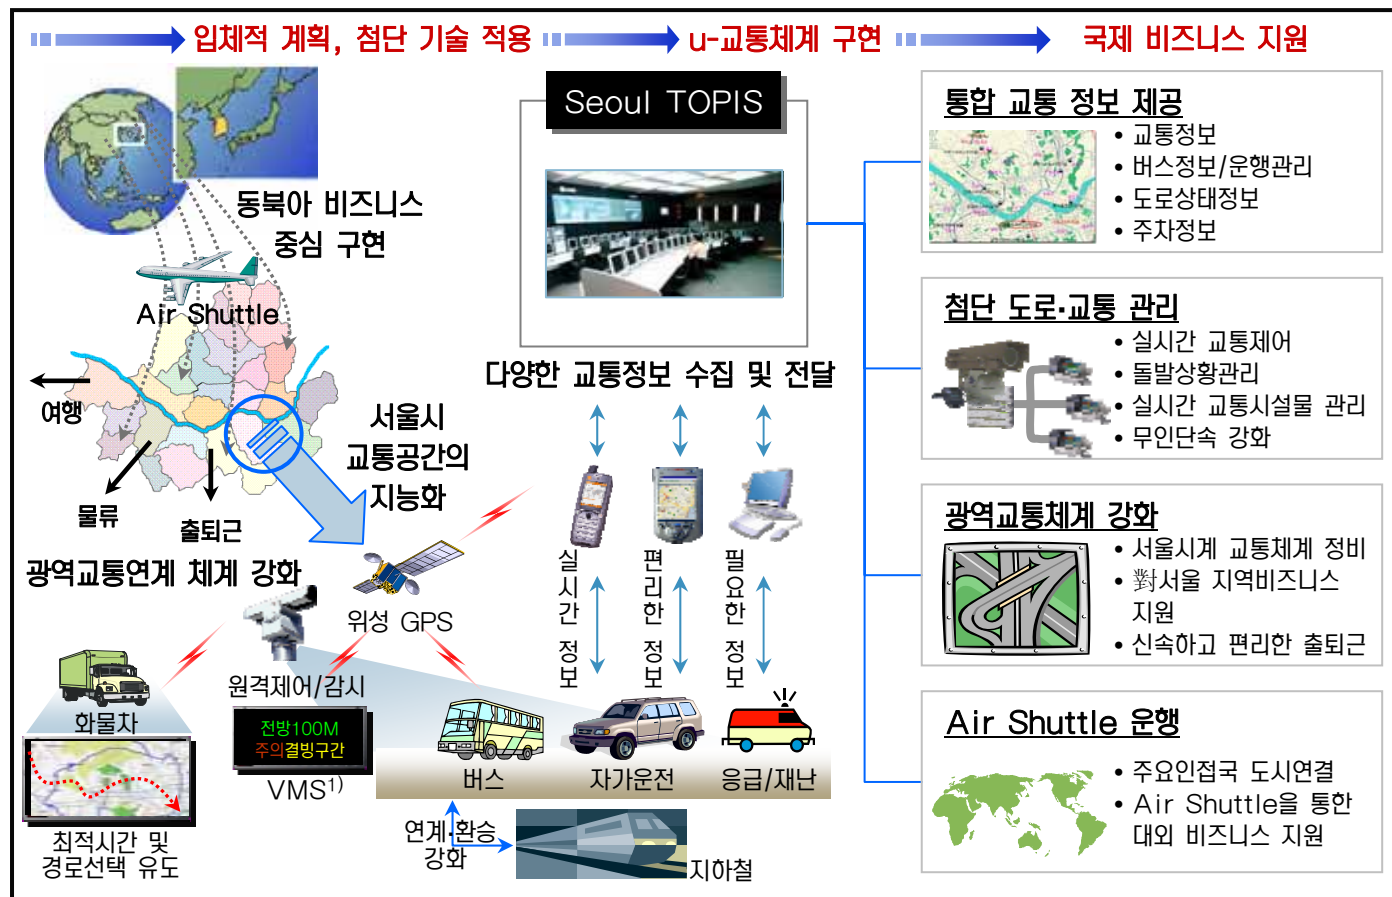 입체적 계획, 첨단 기술 적용
u-교통체계 구현
국제 비즈니스 지원
동북아 비즈니스
중심 구현
Air Shuttle
여행
물류
출퇴근
광역교통연계 체계 강화
서울시
교통공간의
지능화
위성 GPS
원격제어/감시
화물차
최적시간 및
경로선택 유도
전방100M
주의결빙구간
VMS1)
Seoul TOPIS
다양한 교통정보 수집 및 전달
실시간 정보
편리한 정보
필요한 정보
버스
자가운전
응급/재난
연계·환승
강화
지하철
통합 교통 정보 제공
• 교통정보
• 버스정보/운행관리
• 도로상태정보
• 주차정보
첨단 도로·교통 관리
• 실시간 교통제어
• 돌발상황관리
• 실시간 교통시설물 관리
• 무인단속 강화
광역교통체계 강화
• 서울시계 교통체계 정비
• 對서울 지역비즈니스
지원
• 신속하고 편리한 출퇴근
Air Shuttle 운행
• 주요인접국 도시연결
• Air Shuttle을 통한
대외 비즈니스 지원